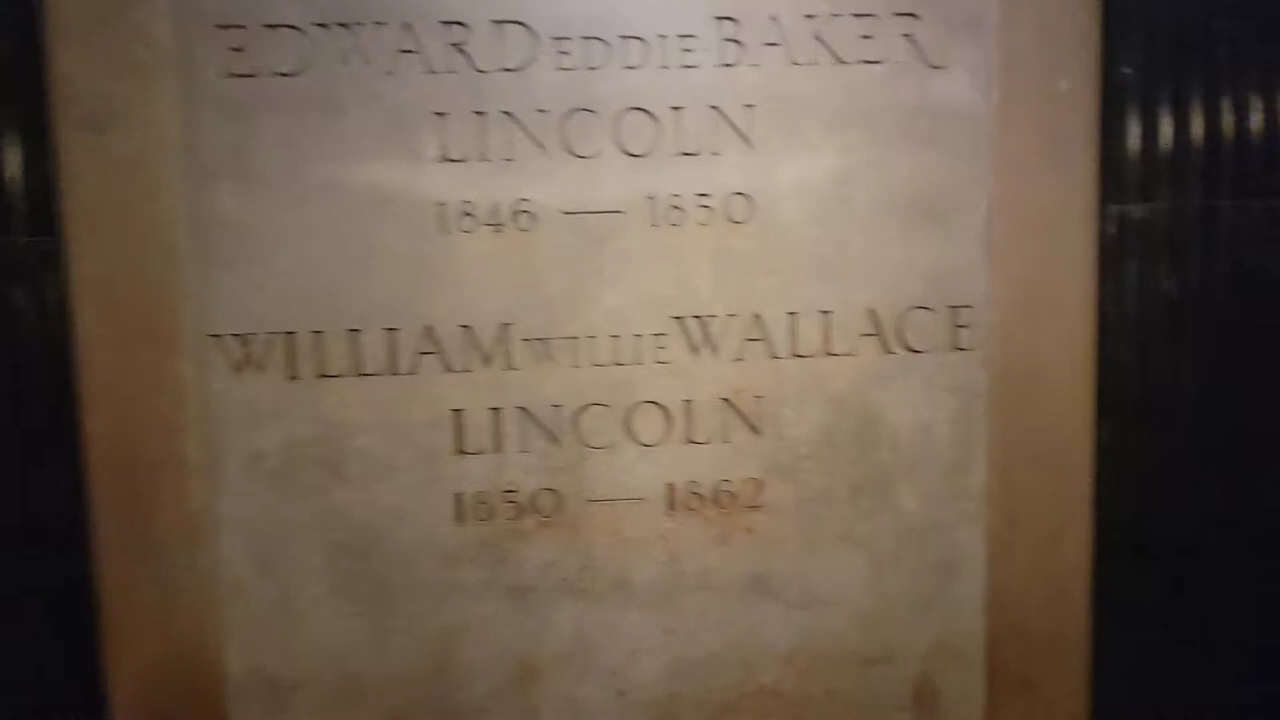 EDWARD EDDIE BAKER
LINCOLN
1846 — 1850
WILLIAM WILLIE WALLACE
LINCOLN
1850 — 1862